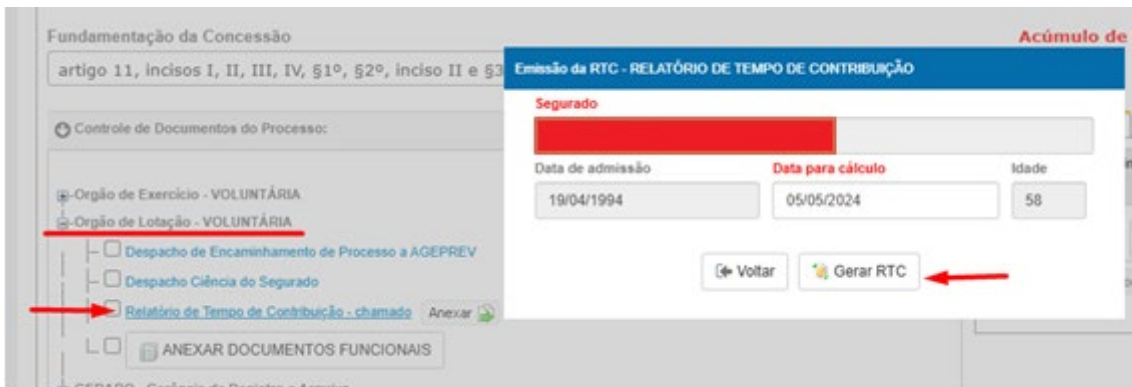 Fundamentação da Concessão
Acúmulo de
artigo 11, incisos I, II, III, IV, §1º, §2º, inciso II e §3
Emissão da RTC - RELATÓRIO DE TEMPO DE CONTRIBUIÇÃO
Segurado
Controle de Documentos do Processo:
Data de admissão
Data para cálculo
Idade
19/04/1994
05/05/2024
58
Orgão de Exercício - VOLUNTÁRIA
Orgão de Lotação - VOLUNTÁRIA
Despacho de Encaminhamento de Processo a AGEPREV
Voltar
Gerar RTC
Despacho Ciência do Segurado
Relatório de Tempo de Contribuição - chamado Anexar
ANEXAR DOCUMENTOS FUNCIONAIS